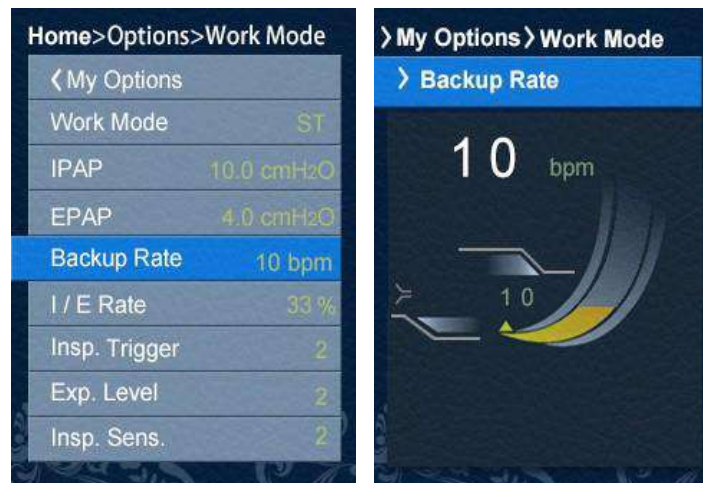 Home>Options>Work Mode
‹My Options
Work Mode ST
IPAP 10.0 cmH₂O
EPAP 4.0 cmH₂O
Backup Rate 10 bpm
I / E Rate 33 %
Insp. Trigger 2
Exp. Level 2
Insp. Sens. 2
›My Options›Work Mode
› Backup Rate
10 bpm
10